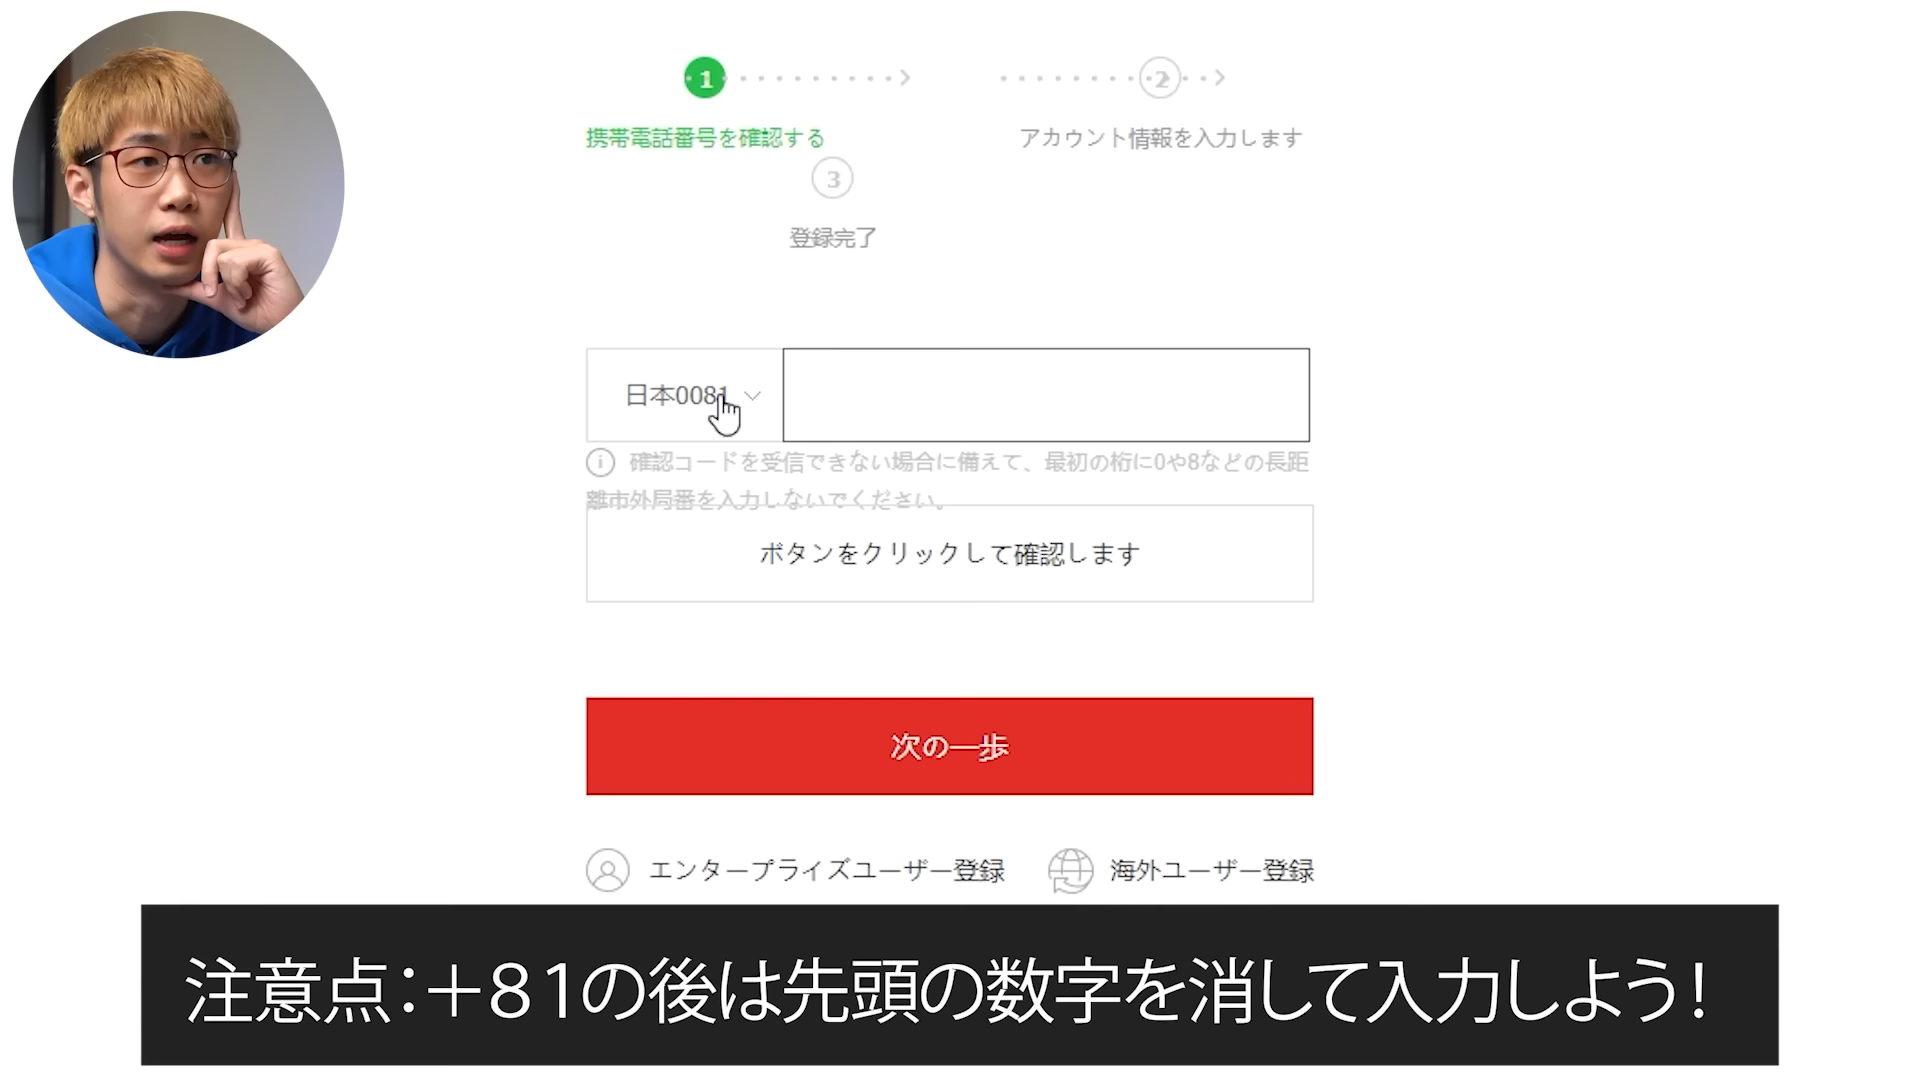 1
2
携帯電話番号を確認する
アカウント情報を入力します
3
登録完了
日本0081
確認コードを受信できない場合に備えて、最初の桁に0や8などの長距
離市外局番を入力しないでください。
ボタンをクリックして確認します
次の一歩
エンタープライズユーザー登録
海外ユーザー登録
注意点：＋８１の後は先頭の数字を消して入力しよう！